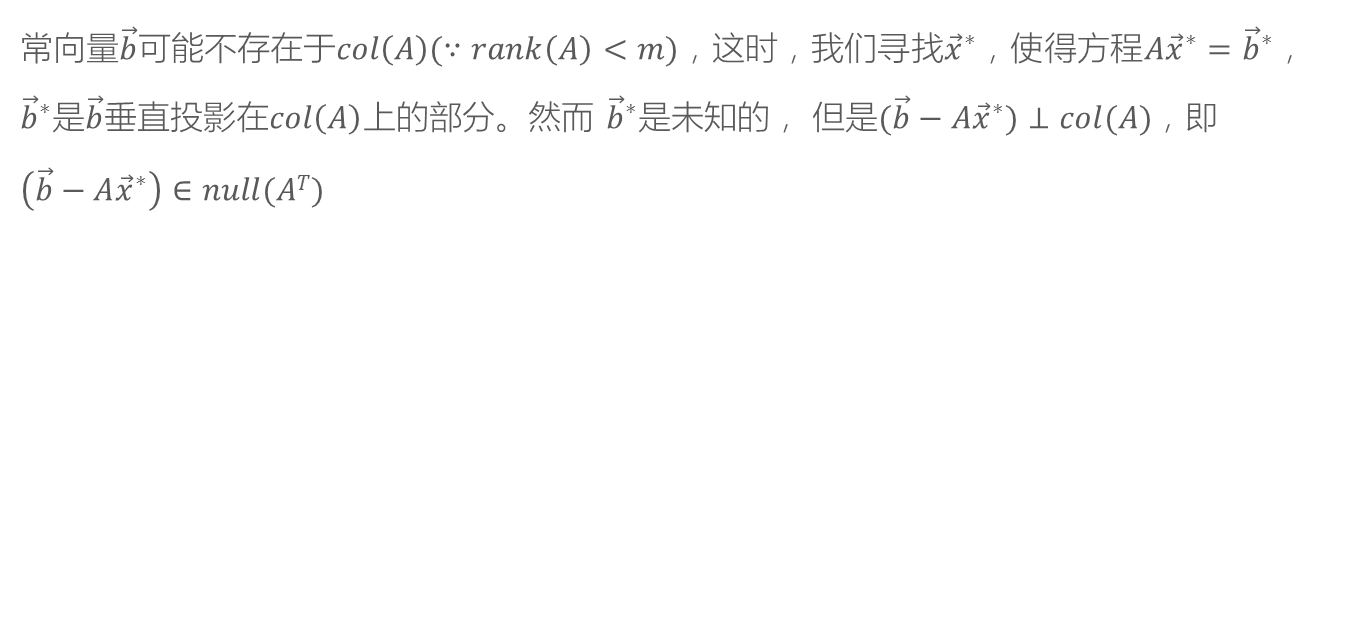 常向量𝑏⃗可能不存在于𝑐𝑜𝑙(𝐴)(∵ 𝑟𝑎𝑛𝑘(𝐴) < 𝑚)，这时，我们寻找𝑥⃗*，使得方程𝐴𝑥⃗* = 𝑏⃗*，
𝑏⃗*是𝑏⃗垂直投影在𝑐𝑜𝑙(𝐴)上的部分。然而 𝑏⃗*是未知的， 但是(𝑏⃗ − 𝐴𝑥⃗*) ⊥ 𝑐𝑜𝑙(𝐴)，即
(𝑏⃗ − 𝐴𝑥⃗*) ∈ 𝑛𝑢𝑙𝑙(𝐴ᵀ)